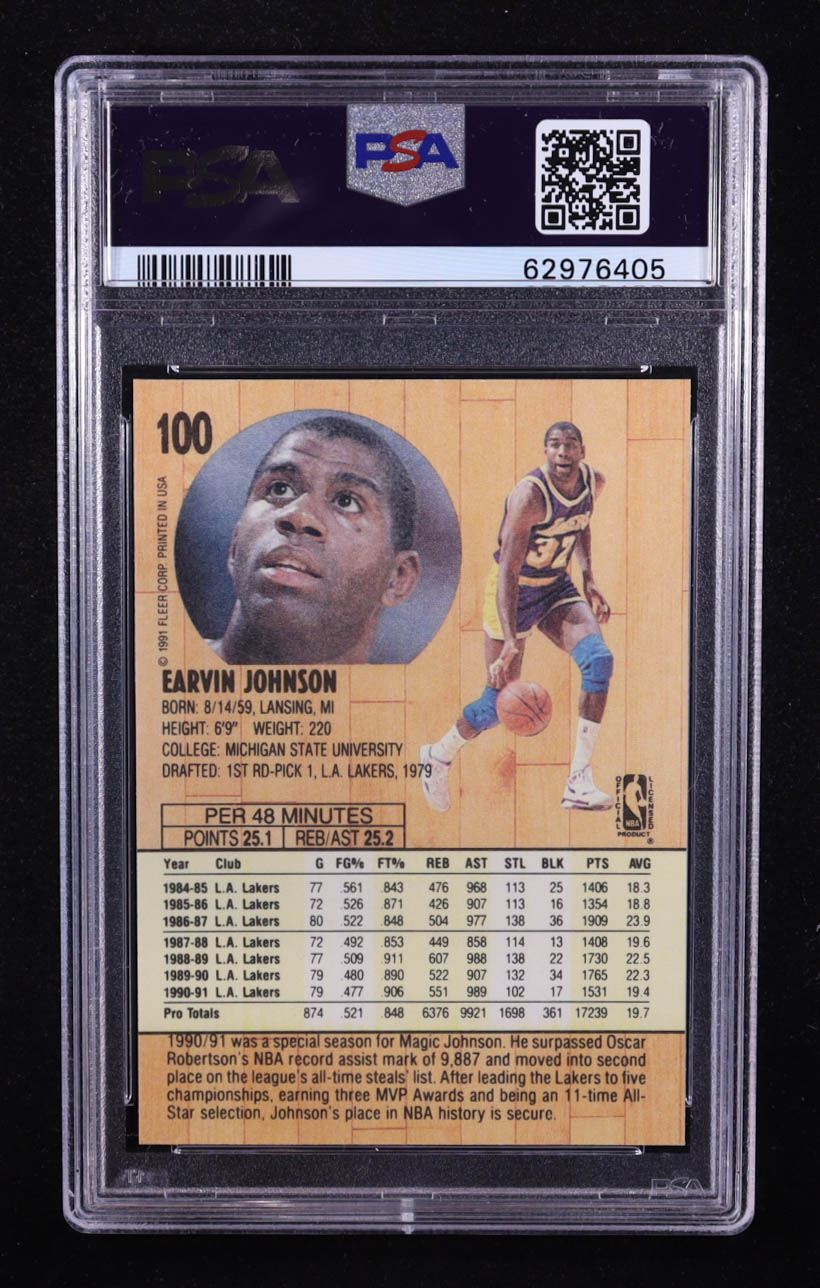 PSA PSA
62976405
100
© 1991 FLEER CORP. PRINTED IN USA
LAKERS
32
EARVIN JOHNSON
BORN: 8/14/59, LANSING, MI
HEIGHT: 6'9" WEIGHT: 220
COLLEGE: MICHIGAN STATE UNIVERSITY
DRAFTED: 1ST RD-PICK 1, L.A. LAKERS, 1979
OFFICIAL LICENSED
NBA
PRODUCT ®
PER 48 MINUTES
POINTS 25.1 REB/AST 25.2
Year Club G FG% FT% REB AST STL BLK PTS AVG
1984-85 L.A. Lakers 77 .561 .843 476 968 113 25 1406 18.3
1985-86 L.A. Lakers 72 .526 .871 426 907 113 16 1354 18.8
1986-87 L.A. Lakers 80 .522 .848 504 977 138 36 1909 23.9
1987-88 L.A. Lakers 72 .492 .853 449 858 114 13 1408 19.6
1988-89 L.A. Lakers 77 .509 .911 607 988 138 22 1730 22.5
1989-90 L.A. Lakers 79 .480 .890 522 907 132 34 1765 22.3
1990-91 L.A. Lakers 79 .477 .906 551 989 102 17 1531 19.4
Pro Totals 874 .521 .848 6376 9921 1698 361 17239 19.7
1990/91 was a special season for Magic Johnson. He surpassed Oscar
Robertson's NBA record assist mark of 9,887 and moved into second
place on the league's all-time steals' list. After leading the Lakers to five
championships, earning three MVP Awards and being an 11-time All-
Star selection, Johnson's place in NBA history is secure.
PSA